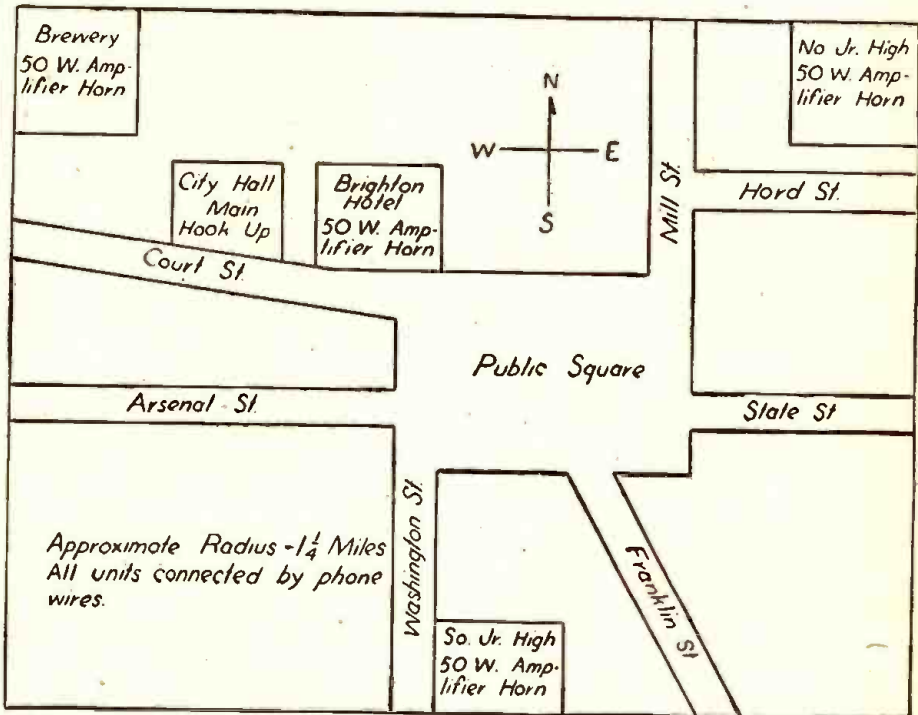 Brewery
50 W. Amp-
lifier Horn
No Jr. High
50 W. Amp-
lifier Horn
N
W
E
S
City Hall
Main
Hook Up
Brighton
Hotel
50 W. Amp-
lifier Horn
Mill St.
Hord St.
Court St.
Public Square
Arsenal St.
State St
Approximate Radius - 1¼ Miles
All units connected by phone
wires.
Washington St.
Franklin St
So. Jr. High
50 W. Amp-
lifier Horn